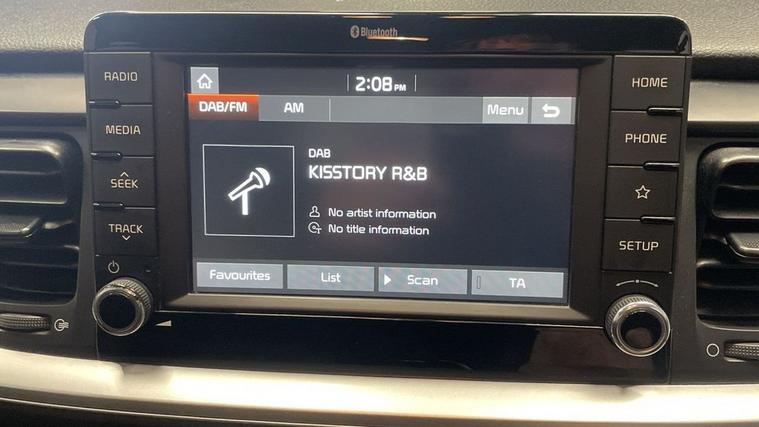 Bluetooth
RADIO
MEDIA
SEEK
TRACK
2:08 PM
DAB/FM AM Menu
DAB
KISSTORY R&B
No artist information
No title information
Favourites List Scan TA
HOME
PHONE
SETUP